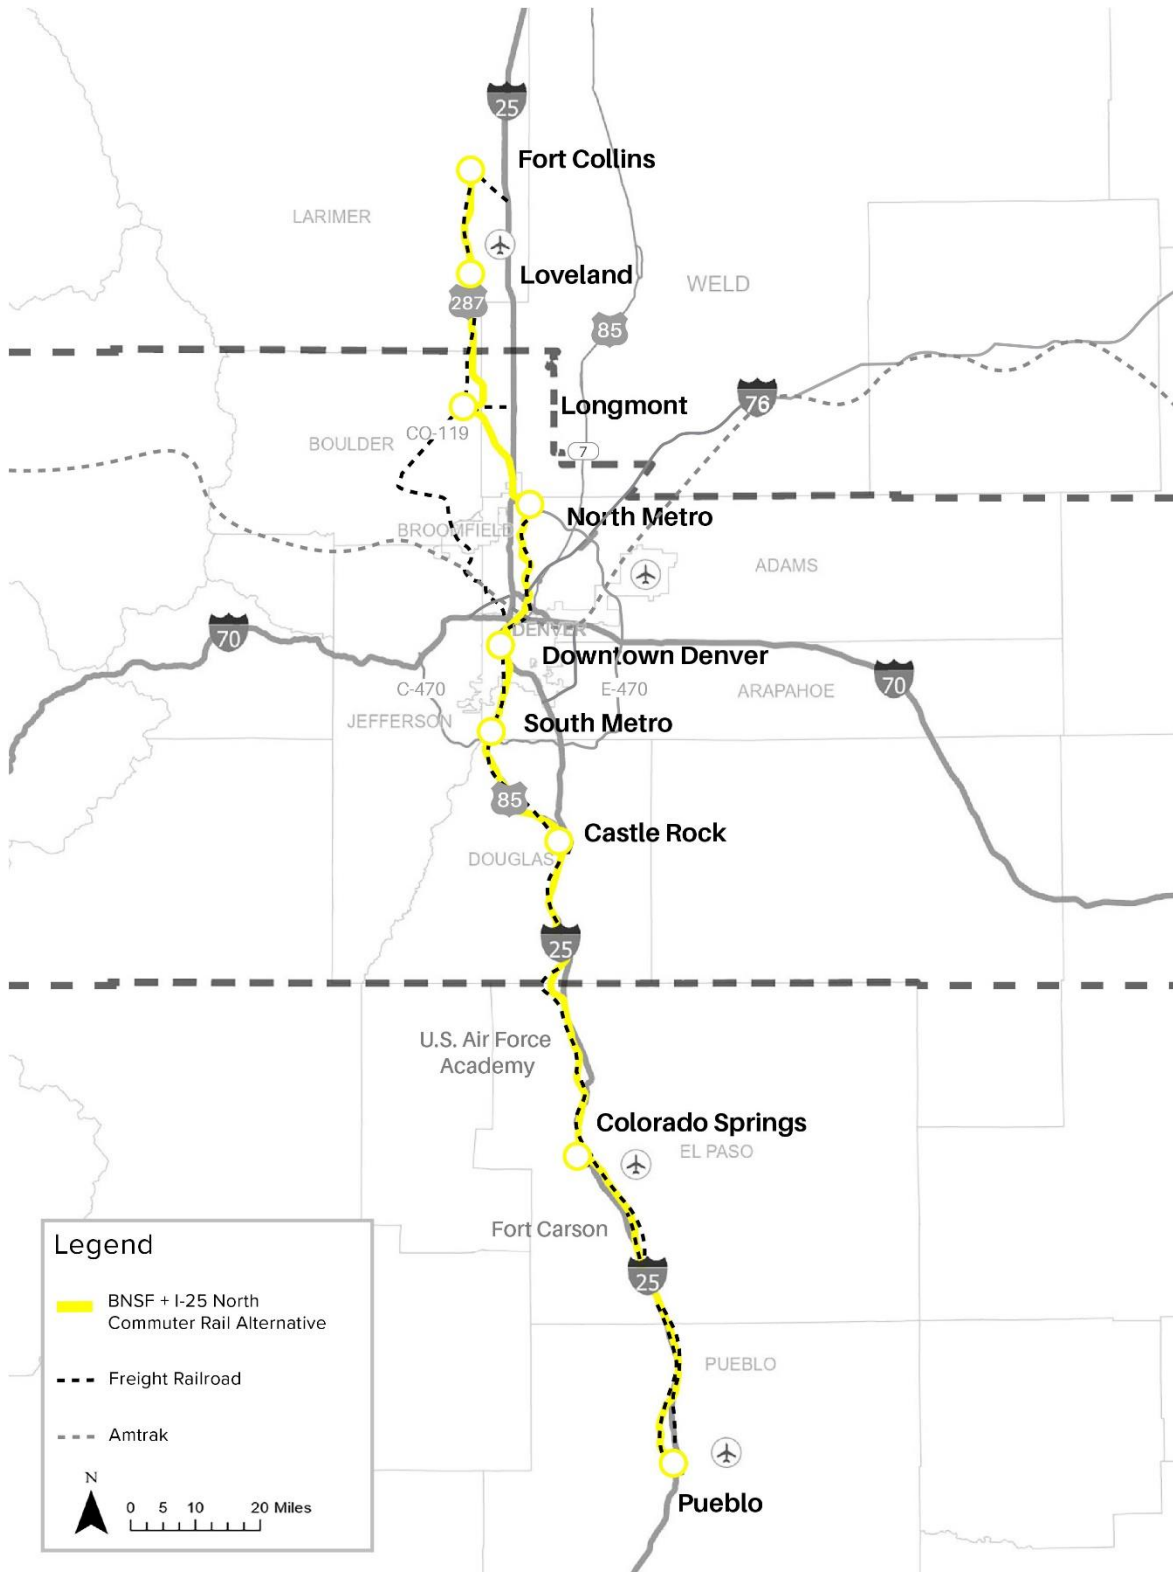 25
Fort Collins
LARIMER
Loveland
WELD
287
85
76
Longmont
CO-119
BOULDER
7
North Metro
BROOMFIELD
ADAMS
70
DENVER
Downtown Denver
70
C-470
E-470
ARAPAHOE
JEFFERSON
South Metro
85
Castle Rock
DOUGLAS
25
U.S. Air Force
Academy
Colorado Springs
EL PASO
Fort Carson
25
PUEBLO
Pueblo
Legend
BNSF + I-25 North
Commuter Rail Alternative
Freight Railroad
Amtrak
N
0 5 10 20 Miles